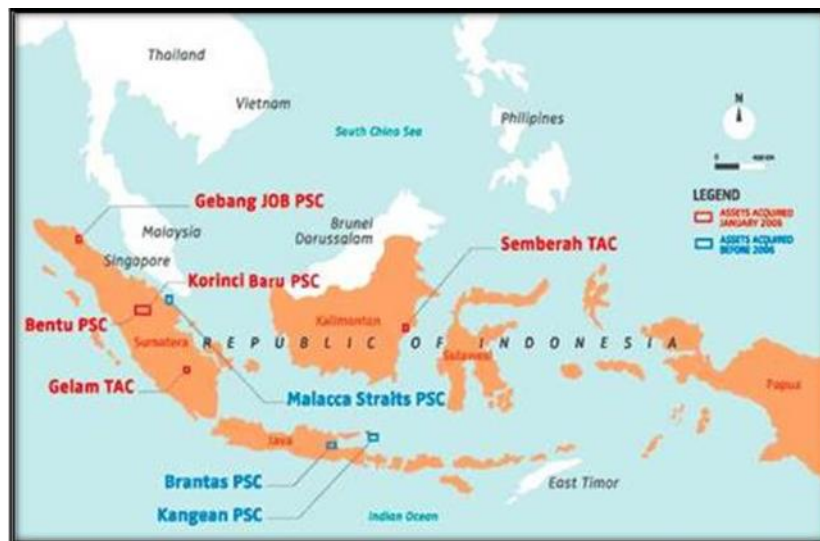 Thailand
Vietnam
South China Sea
Philipines
N
LEGEND
ASSETS ACQUIRED
JANUARY 2006
ASSETS ACQUIRED
BEFORE 2006
Gebang JOB PSC
Malaysia
Brunei
Darussalam
Semberah TAC
Singapore
Korinci Baru PSC
Bentu PSC
Kalimantan
Sumatera
REPUBLIC OF INDONESIA
Sulawesi
Gelam TAC
Malacca Straits PSC
Papua
Java
Brantas PSC
East Timor
Kangean PSC
Indian Ocean